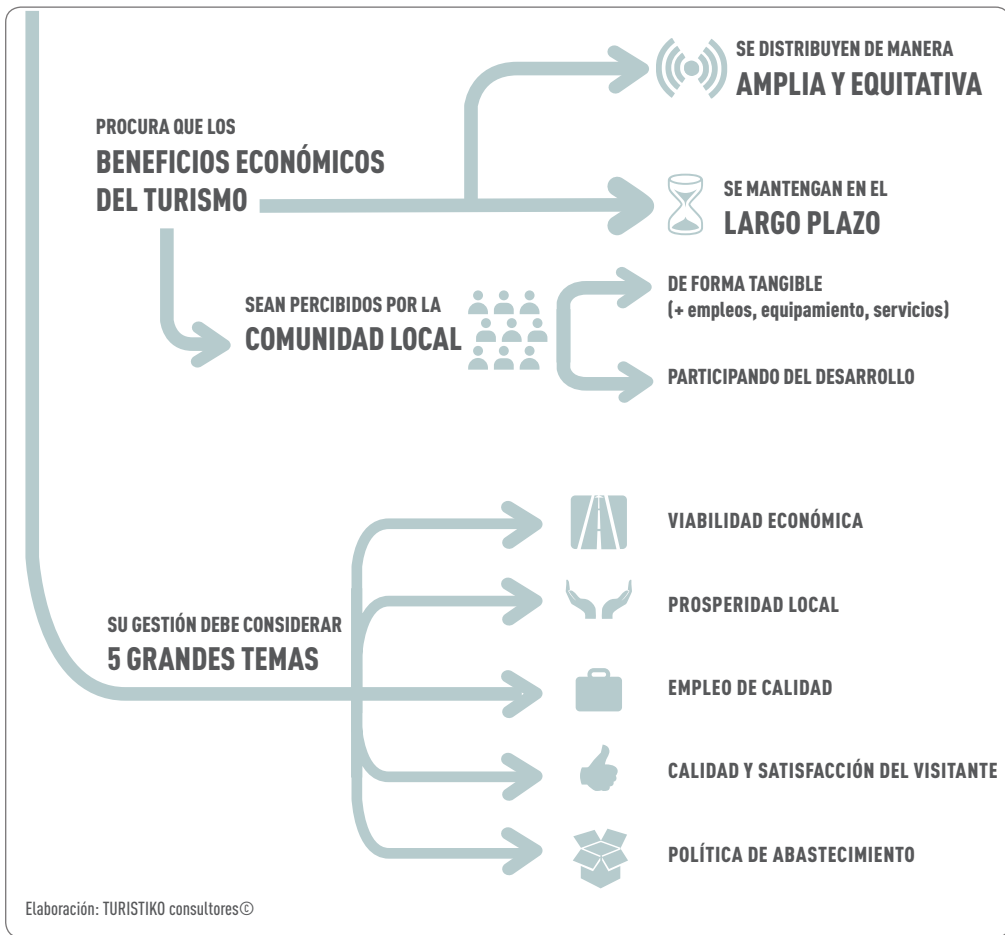 PROCURA QUE LOS
BENEFICIOS ECONÓMICOS
DEL TURISMO
SE DISTRIBUYEN DE MANERA
AMPLIA Y EQUITATIVA
SE MANTENGAN EN EL
LARGO PLAZO
SEAN PERCIBIDOS POR LA
COMUNIDAD LOCAL
DE FORMA TANGIBLE
(+ empleos, equipamiento, servicios)
PARTICIPANDO DEL DESARROLLO
SU GESTIÓN DEBE CONSIDERAR
5 GRANDES TEMAS
VIABILIDAD ECONÓMICA
PROSPERIDAD LOCAL
EMPLEO DE CALIDAD
CALIDAD Y SATISFACCIÓN DEL VISITANTE
POLÍTICA DE ABASTECIMIENTO
Elaboración: TURISTIKO consultores©